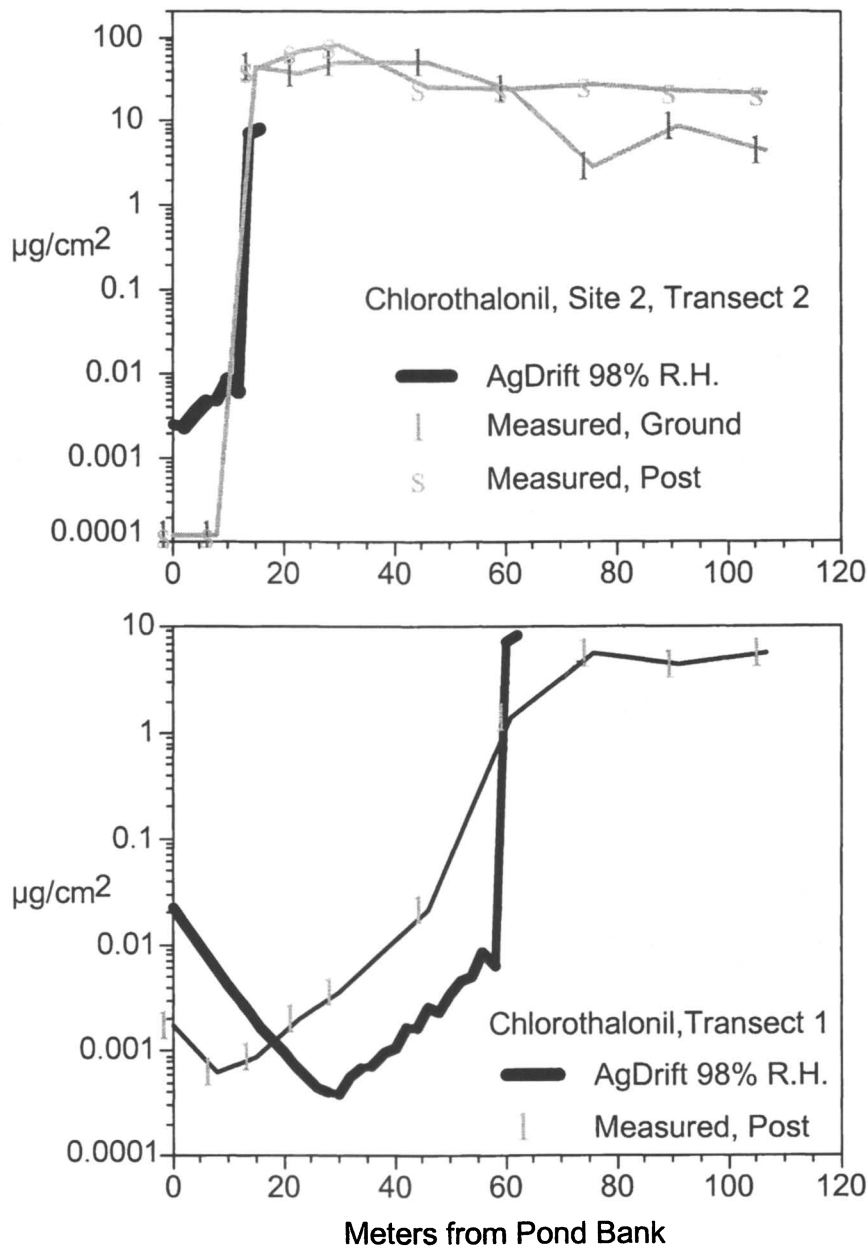 100
10
1
µg/cm2
0.1
Chlorothalonil, Site 2, Transect 2
0.01
AgDrift 98% R.H.
0.001
l Measured, Ground
s Measured, Post
0.0001
0 20 40 60 80 100 120
10
1
0.1
µg/cm2
0.01
0.001
Chlorothalonil,Transect 1
AgDrift 98% R.H.
l Measured, Post
0.0001
0 20 40 60 80 100 120
Meters from Pond Bank